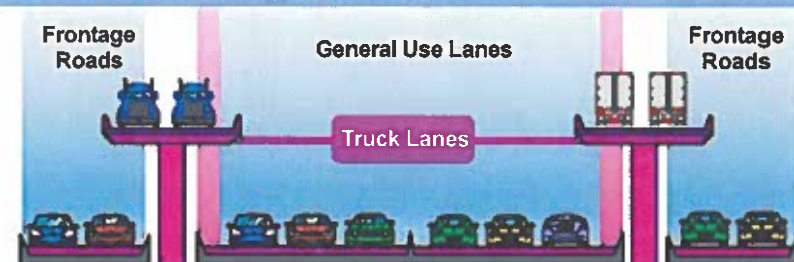 Frontage
Roads
General Use Lanes
Frontage
Roads
Truck Lanes